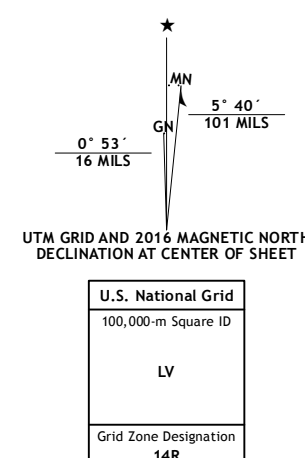 ★
MN
5° 40´
101 MILS
GN
0° 53´
16 MILS
UTM GRID AND 2016 MAGNETIC NORTH
DECLINATION AT CENTER OF SHEET
U.S. National Grid
100,000-m Square ID
LV
Grid Zone Designation
14R